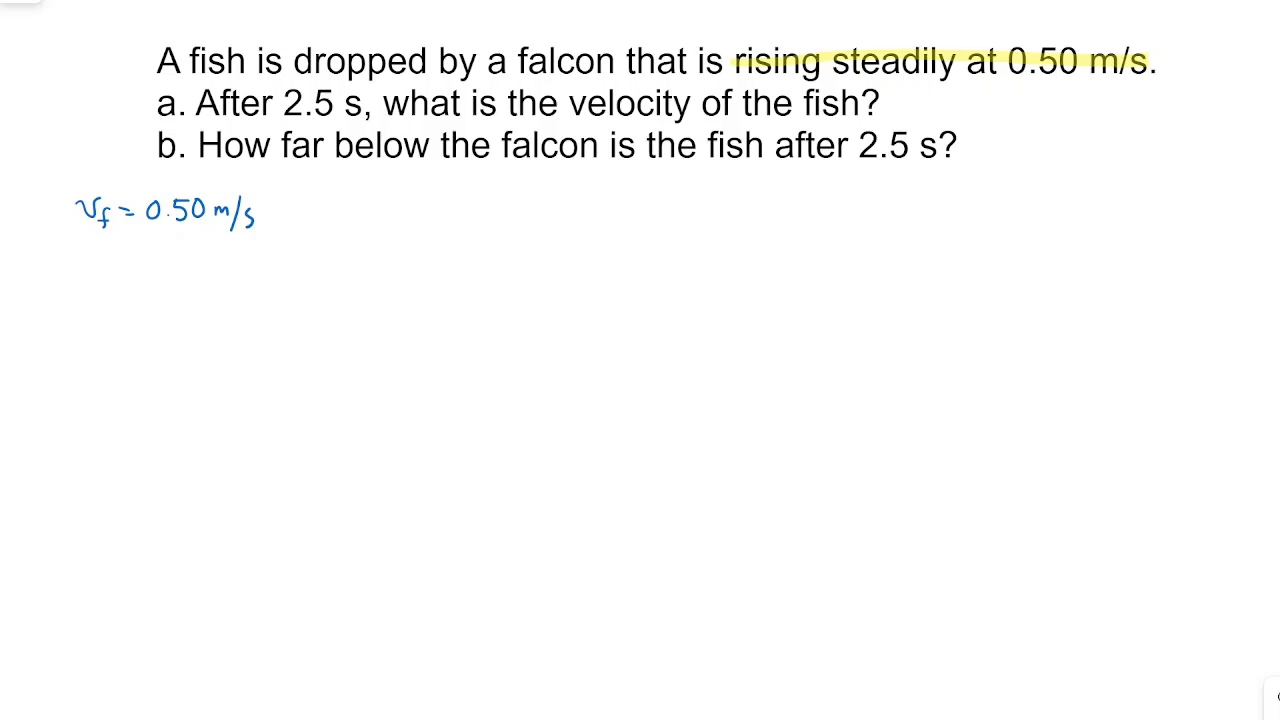 A fish is dropped by a falcon that is rising steadily at 0.50 m/s.
a. After 2.5 s, what is the velocity of the fish?
b. How far below the falcon is the fish after 2.5 s?
v_f = 0.50 m/s